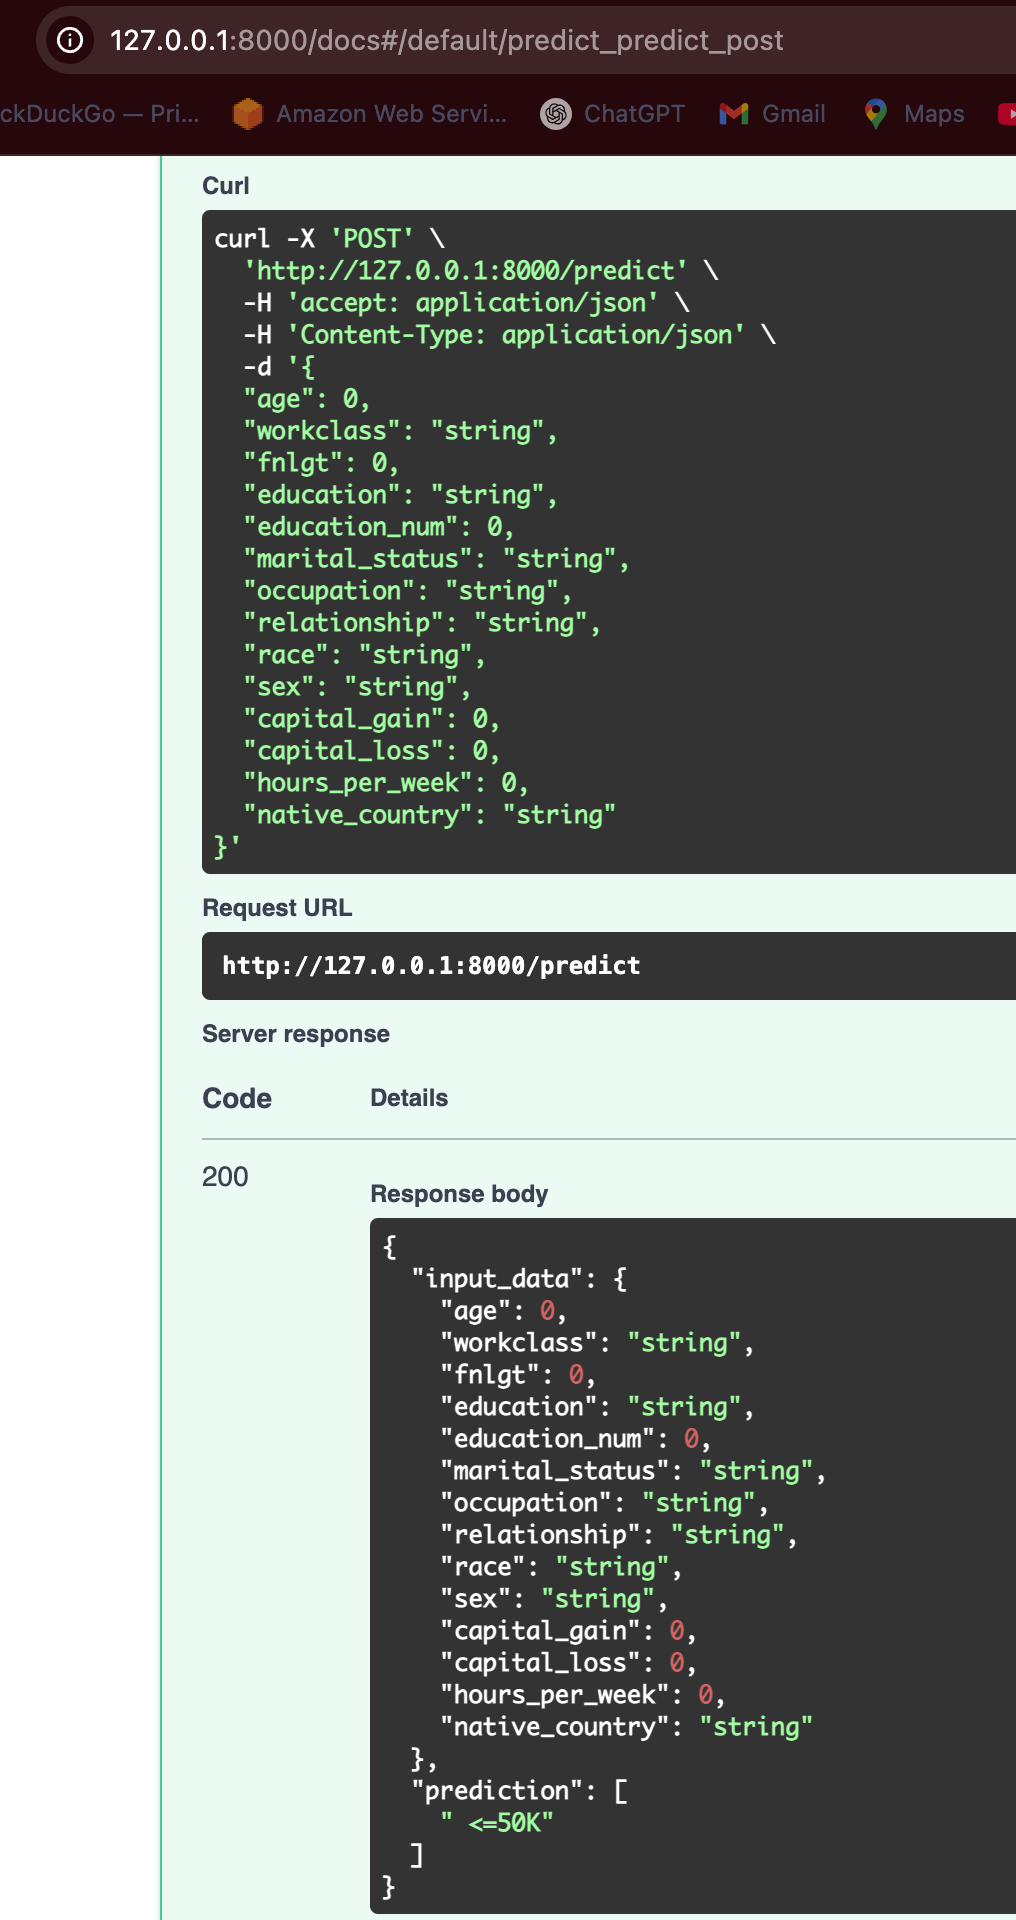 127.0.0.1:8000/docs#/default/predict_predict_post
ckDuckGo — Pri... Amazon Web Servi... ChatGPT Gmail Maps
Curl
curl -X 'POST' \
  'http://127.0.0.1:8000/predict' \
  -H 'accept: application/json' \
  -H 'Content-Type: application/json' \
  -d '{
  "age": 0,
  "workclass": "string",
  "fnlgt": 0,
  "education": "string",
  "education_num": 0,
  "marital_status": "string",
  "occupation": "string",
  "relationship": "string",
  "race": "string",
  "sex": "string",
  "capital_gain": 0,
  "capital_loss": 0,
  "hours_per_week": 0,
  "native_country": "string"
}'
Request URL
http://127.0.0.1:8000/predict
Server response
Code Details
200
Response body
{
  "input_data": {
    "age": 0,
    "workclass": "string",
    "fnlgt": 0,
    "education": "string",
    "education_num": 0,
    "marital_status": "string",
    "occupation": "string",
    "relationship": "string",
    "race": "string",
    "sex": "string",
    "capital_gain": 0,
    "capital_loss": 0,
    "hours_per_week": 0,
    "native_country": "string"
  },
  "prediction": [
    " <=50K"
  ]
}